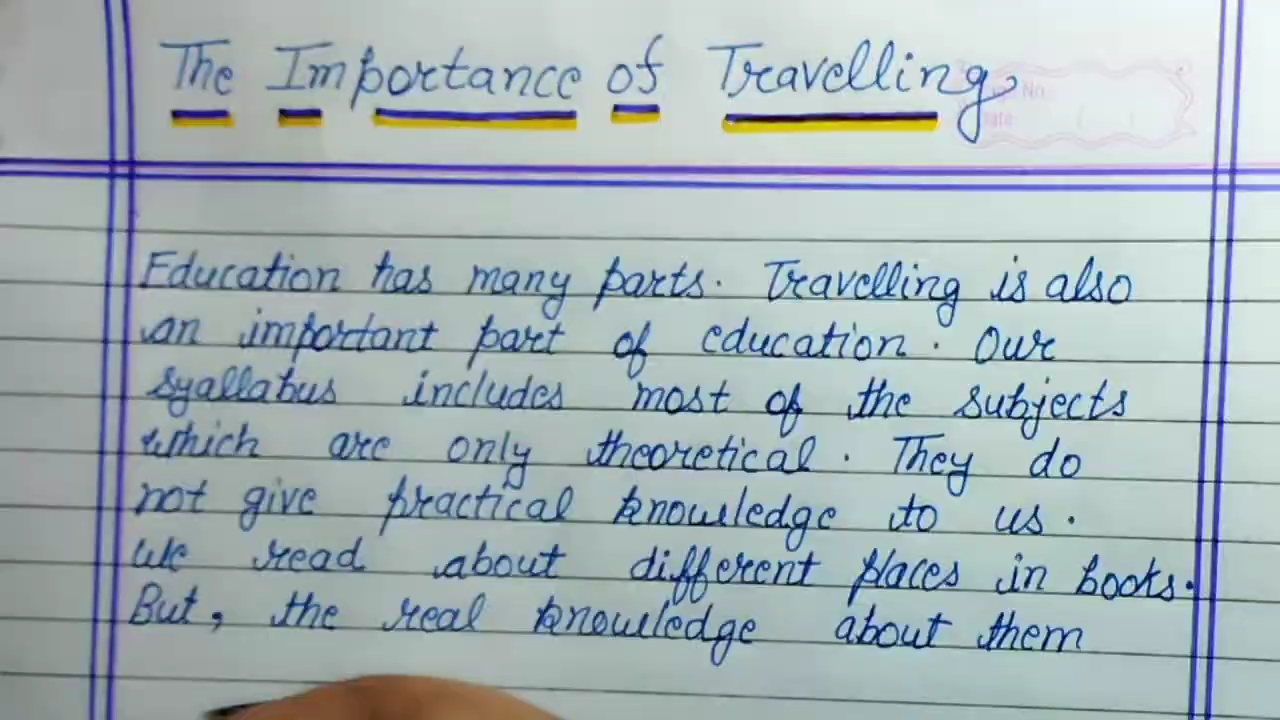 The Importance of Travelling
Education has many parts. Travelling is also
an important part of education. Our
syallabus includes most of the subjects
which are only theoretical. They do
not give practical knowledge to us.
We read about different places in books.
But, the real knowledge about them